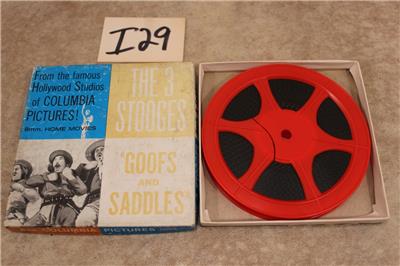 I29
From the famous
Hollywood Studios
of COLUMBIA
PICTURES!
8mm. HOME MOVIES
THE 3
STOOGES
"GOOFS
AND
SADDLES"
COLUMBIA PICTURES